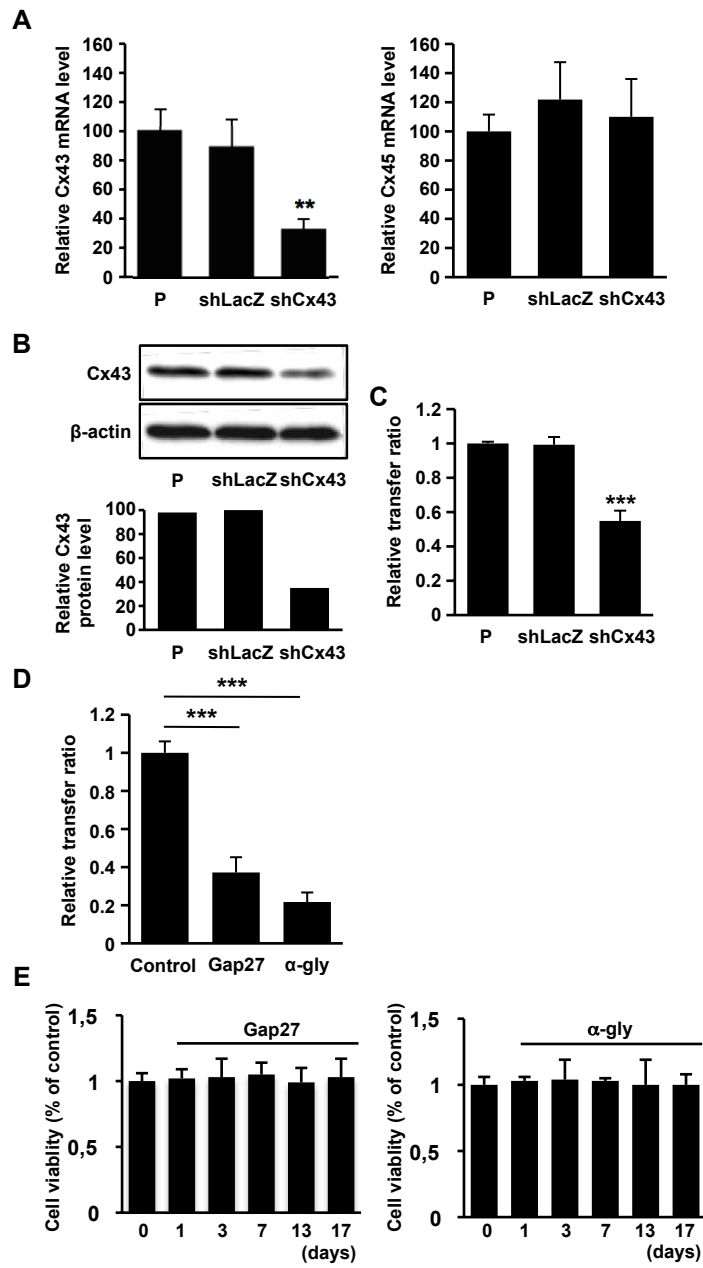 A
Relative Cx43 mRNA level
160
140
120
100
80
60
40
20
0
**
P shLacZ shCx43
Relative Cx45 mRNA level
160
140
120
100
80
60
40
20
0
P shLacZ shCx43
B
Cx43
β-actin
P shLacZ shCx43
Relative Cx43
protein level
100
80
60
40
20
0
P shLacZ shCx43
C
Relative transfer ratio
1.2
1
0.8
0.6
0.4
0.2
0
***
P shLacZ shCx43
D
***
***
Relative transfer ratio
1.2
1
0.8
0.6
0.4
0.2
0
Control Gap27 α-gly
E
Cell viablity (% of control)
1,5
1
0,5
0
Gap27
0 1 3 7 13 17
(days)
Cell viablity (% of control)
1,5
1
0,5
0
α-gly
0 1 3 7 13 17
(days)